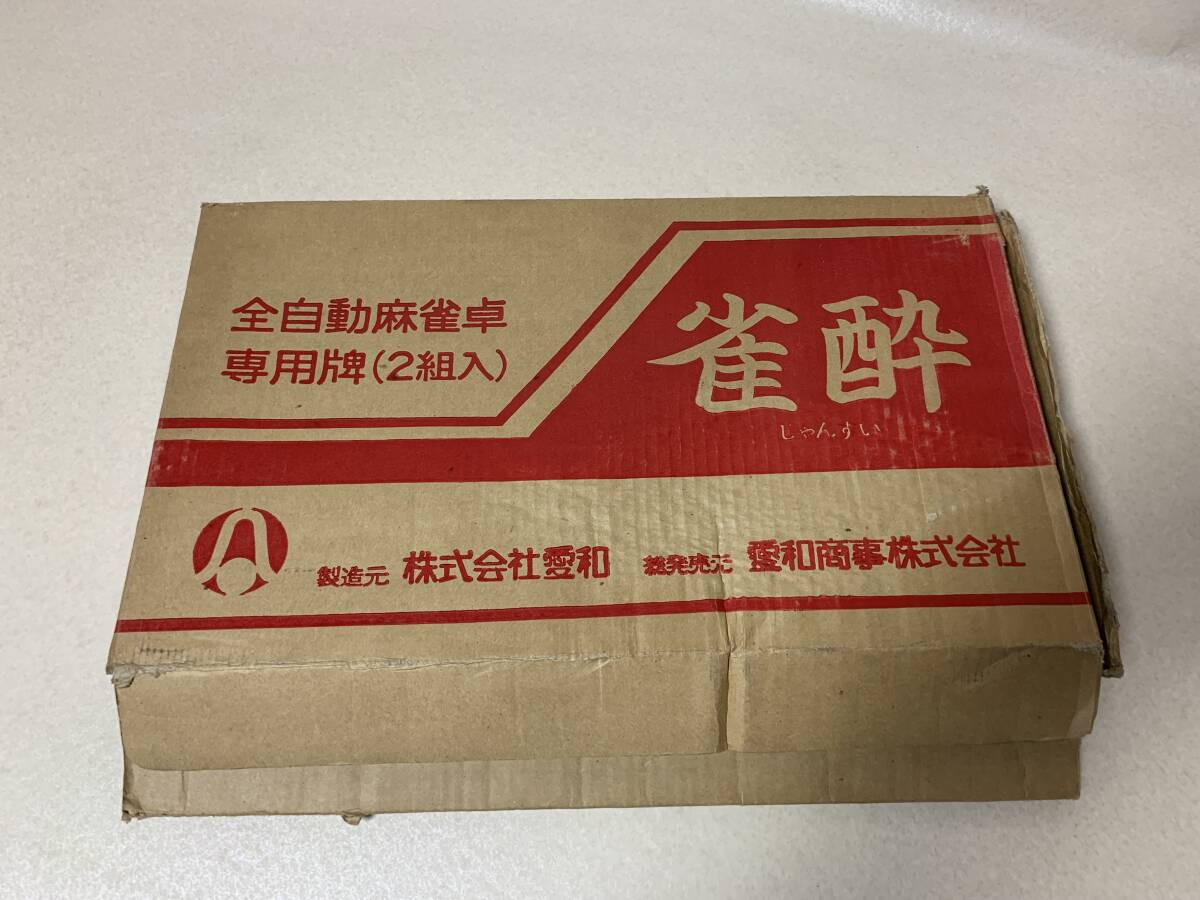 全自動麻雀卓
専用牌(2組入)
雀酔
じゃんすい
製造元 株式会社愛和 総発売元 愛和商事株式会社